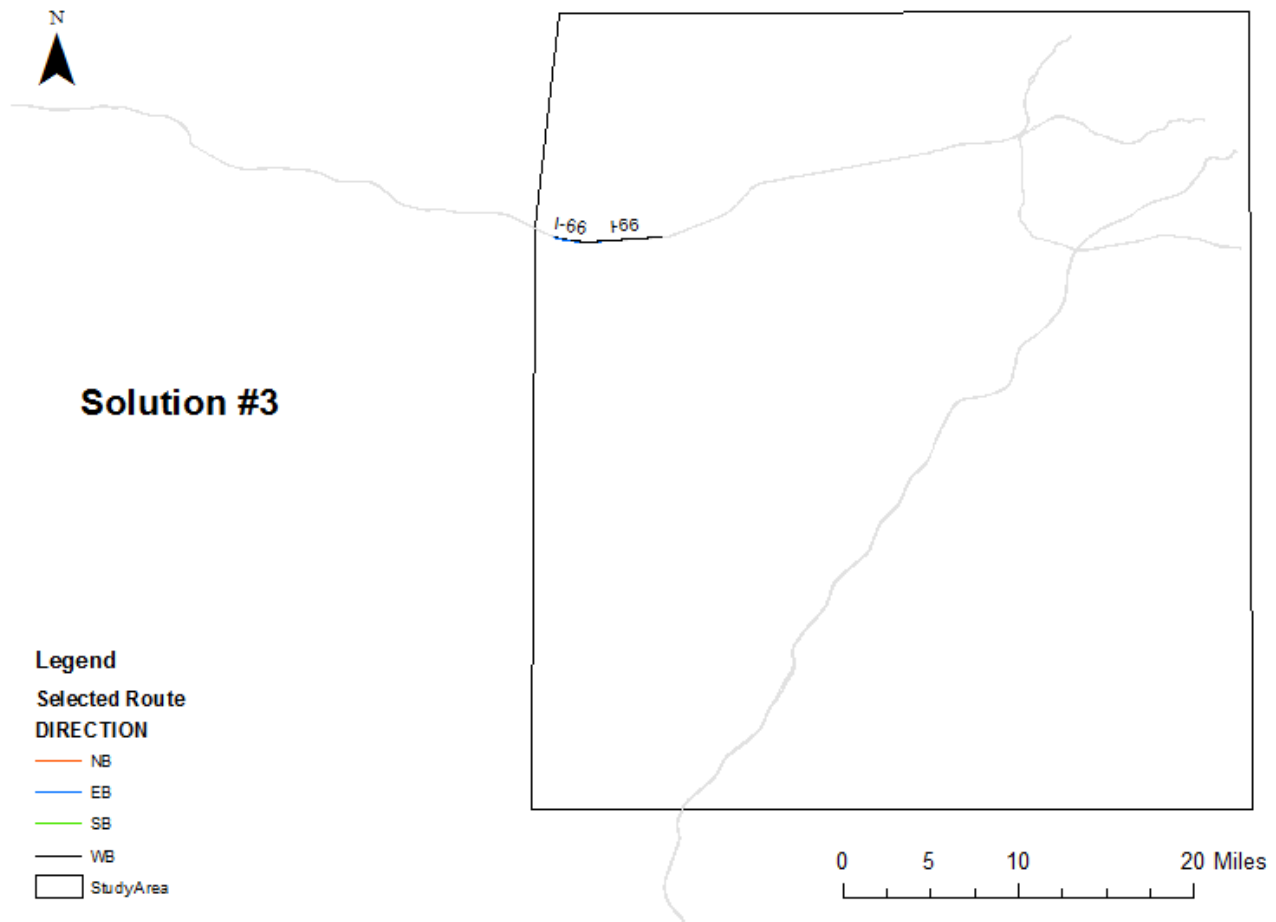 N
I-66 I-66
Solution #3
Legend
Selected Route
DIRECTION
NB
EB
SB
WB
StudyArea
0 5 10 20 Miles